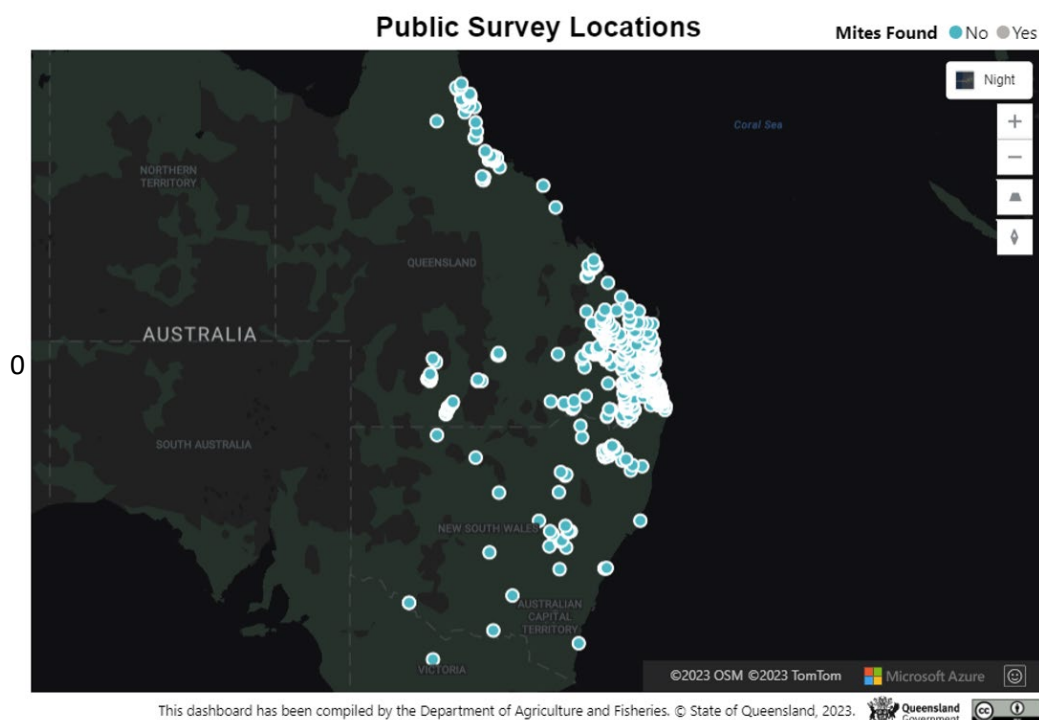 Public Survey Locations
Mites Found No Yes
Night
Coral Sea
NORTHERN
TERRITORY
QUEENSLAND
AUSTRALIA
0
SOUTH AUSTRALIA
NEW SOUTH WALES
AUSTRALIAN
CAPITAL
TERRITORY
VICTORIA
©2023 OSM ©2023 TomTom Microsoft Azure
This dashboard has been compiled by the Department of Agriculture and Fisheries. © State of Queensland, 2023.
Queensland
Government
cc